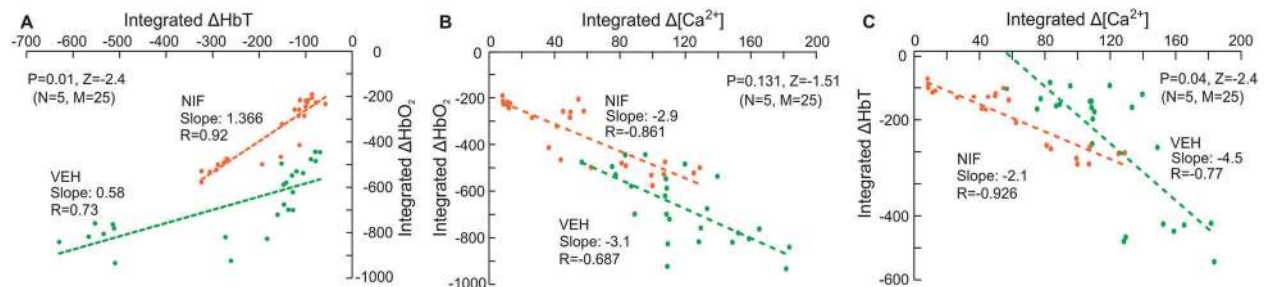 A
Integrated ΔHbT
-700 -600 -500 -400 -300 -200 -100 0
P=0.01, Z=-2.4
(N=5, M=25)
NIF
Slope: 1.366
R=0.92
VEH
Slope: 0.58
R=0.73
0
-200
-400
-600
-800
-1000
Integrated ΔHbO₂
B
Integrated Δ[Ca²⁺]
0 40 80 120 160 200
0
-200
-400
-600
-800
-1000
Integrated ΔHbO₂
P=0.131, Z=-1.51
(N=5, M=25)
NIF
Slope: -2.9
R=-0.861
VEH
Slope: -3.1
R=-0.687
C
Integrated Δ[Ca²⁺]
0 40 80 120 160 200
0
-200
-400
-600
Integrated ΔHbT
P=0.04, Z=-2.4
(N=5, M=25)
NIF
Slope: -2.1
R=-0.926
VEH
Slope: -4.5
R=-0.77